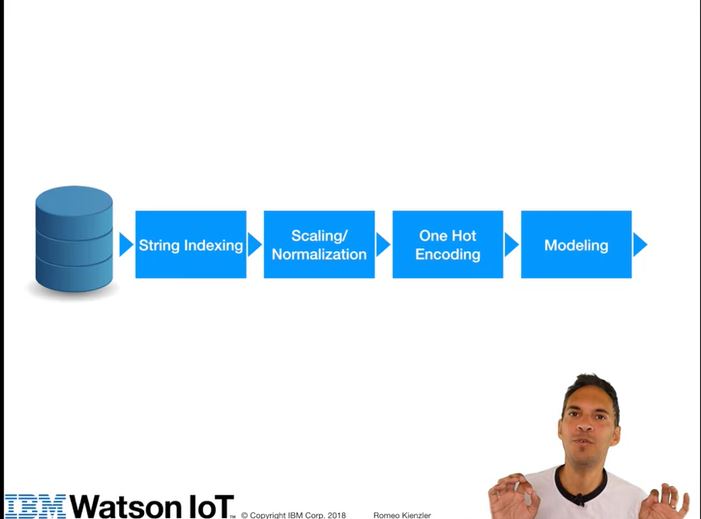 String Indexing
Scaling/
Normalization
One Hot
Encoding
Modeling
IBM Watson IoT™ © Copyright IBM Corp. 2018 Romeo Kienzler